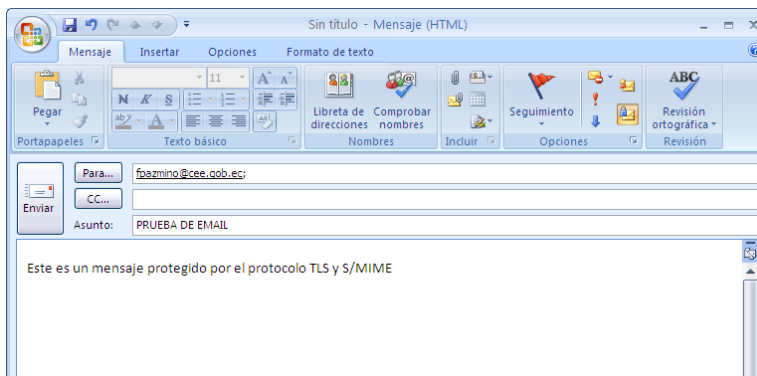 Sin título - Mensaje (HTML)
Mensaje Insertar Opciones Formato de texto
Pegar
Portapapeles
11 A A
N K S
ab A
Texto básico
Libreta de direcciones
Comprobar nombres
Nombres
Incluir
Seguimiento
Opciones
ABC
Revisión ortográfica
Revisión
Enviar
Para... fpazmino@cee.gob.ec;
CC...
Asunto: PRUEBA DE EMAIL
Este es un mensaje protegido por el protocolo TLS y S/MIME